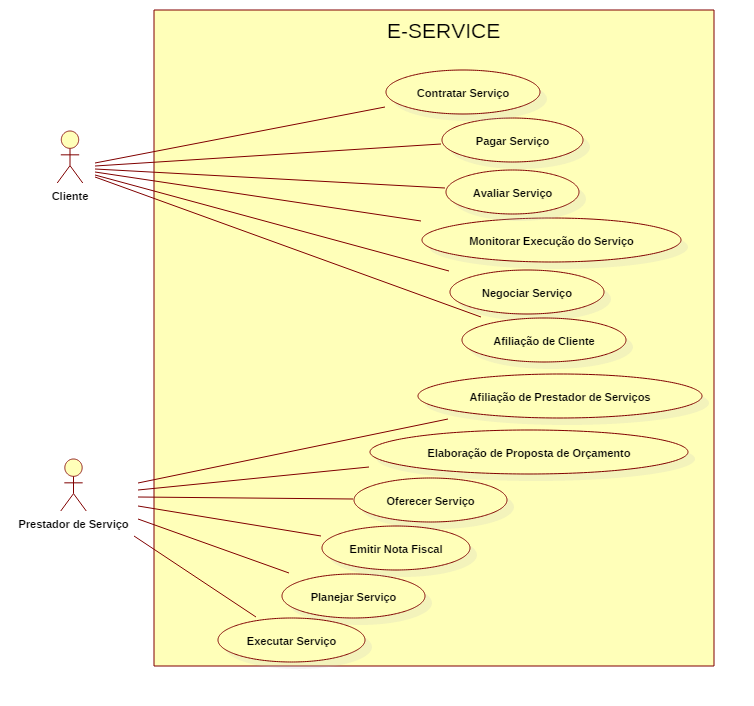 E-SERVICE
Contratar Serviço
Pagar Serviço
Avaliar Serviço
Cliente
Monitorar Execução do Serviço
Negociar Serviço
Afiliação de Cliente
Afiliação de Prestador de Serviços
Elaboração de Proposta de Orçamento
Oferecer Serviço
Prestador de Serviço
Emitir Nota Fiscal
Planejar Serviço
Executar Serviço